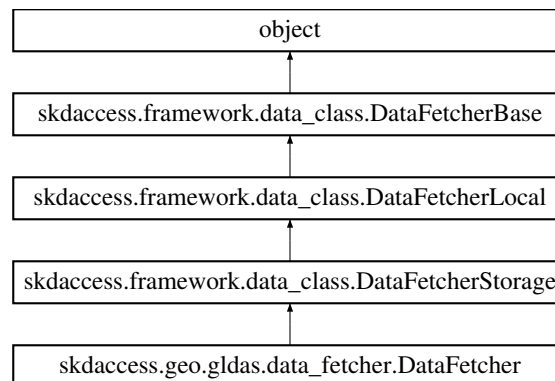 object
skdaccess.framework.data_class.DataFetcherBase
skdaccess.framework.data_class.DataFetcherLocal
skdaccess.framework.data_class.DataFetcherStorage
skdaccess.geo.gldas.data_fetcher.DataFetcher